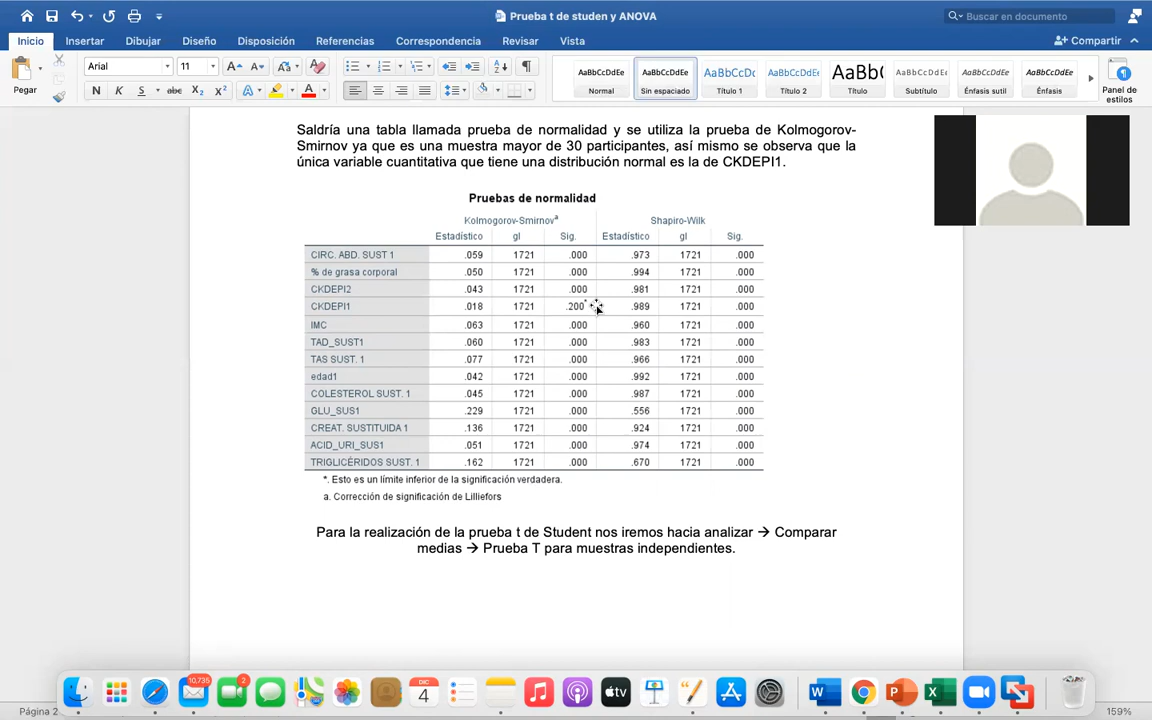 Prueba t de studen y ANOVA
Buscar en documento
Inicio Insertar Dibujar Diseño Disposición Referencias Correspondencia Revisar Vista
Compartir
Pegar
Arial 11
N K S abc X2 X2
AaBbCcDdEe AaBbCcDdEe AaBbCcDc AaBbCcDdEe AaBb( AaBbCcDdEe AaBbCcDdEe AaBbCcDdEe
Normal Sin espaciado Título 1 Título 2 Título Subtítulo Énfasis sutil Énfasis
Panel de
estilos
Saldría una tabla llamada prueba de normalidad y se utiliza la prueba de Kolmogorov-
Smirnov ya que es una muestra mayor de 30 participantes, así mismo se observa que la
única variable cuantitativa que tiene una distribución normal es la de CKDEPI1.
Pruebas de normalidad
Kolmogorov-Smirnovᵃ Shapiro-Wilk
Estadístico gl Sig. Estadístico gl Sig.
CIRC. ABD. SUST 1 .059 1721 .000 .973 1721 .000
% de grasa corporal .050 1721 .000 .994 1721 .000
CKDEPI2 .043 1721 .000 .981 1721 .000
CKDEPI1 .018 1721 .200* .989 1721 .000
IMC .063 1721 .000 .960 1721 .000
TAD_SUST1 .060 1721 .000 .983 1721 .000
TAS SUST. 1 .077 1721 .000 .966 1721 .000
edad1 .042 1721 .000 .992 1721 .000
COLESTEROL SUST. 1 .045 1721 .000 .987 1721 .000
GLU_SUS1 .229 1721 .000 .556 1721 .000
CREAT. SUSTITUIDA 1 .136 1721 .000 .924 1721 .000
ACID_URI_SUS1 .051 1721 .000 .974 1721 .000
TRIGLICÉRIDOS SUST. 1 .162 1721 .000 .670 1721 .000
*. Esto es un límite inferior de la significación verdadera.
a. Corrección de significación de Lilliefors
Para la realización de la prueba t de Student nos iremos hacia analizar → Comparar
medias → Prueba T para muestras independientes.
10,735
2
DIC
4
tv
W
P
X
Página 2
159%